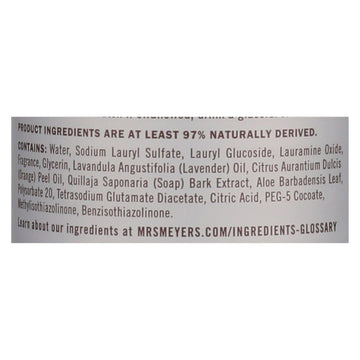 swallowed, drink a glass
PRODUCT INGREDIENTS ARE AT LEAST 97% NATURALLY DERIVED.
CONTAINS: Water, Sodium Lauryl Sulfate, Lauryl Glucoside, Lauramine Oxide,
Fragrance, Glycerin, Lavandula Angustifolia (Lavender) Oil, Citrus Aurantium Dulcis
(Orange) Peel Oil, Quillaja Saponaria (Soap) Bark Extract, Aloe Barbadensis Leaf,
Polysorbate 20, Tetrasodium Glutamate Diacetate, Citric Acid, PEG-5 Cocoate,
Methylisothiazolinone, Benzisothiazolinone.
Learn about our ingredients at MRSMEYERS.COM/INGREDIENTS-GLOSSARY